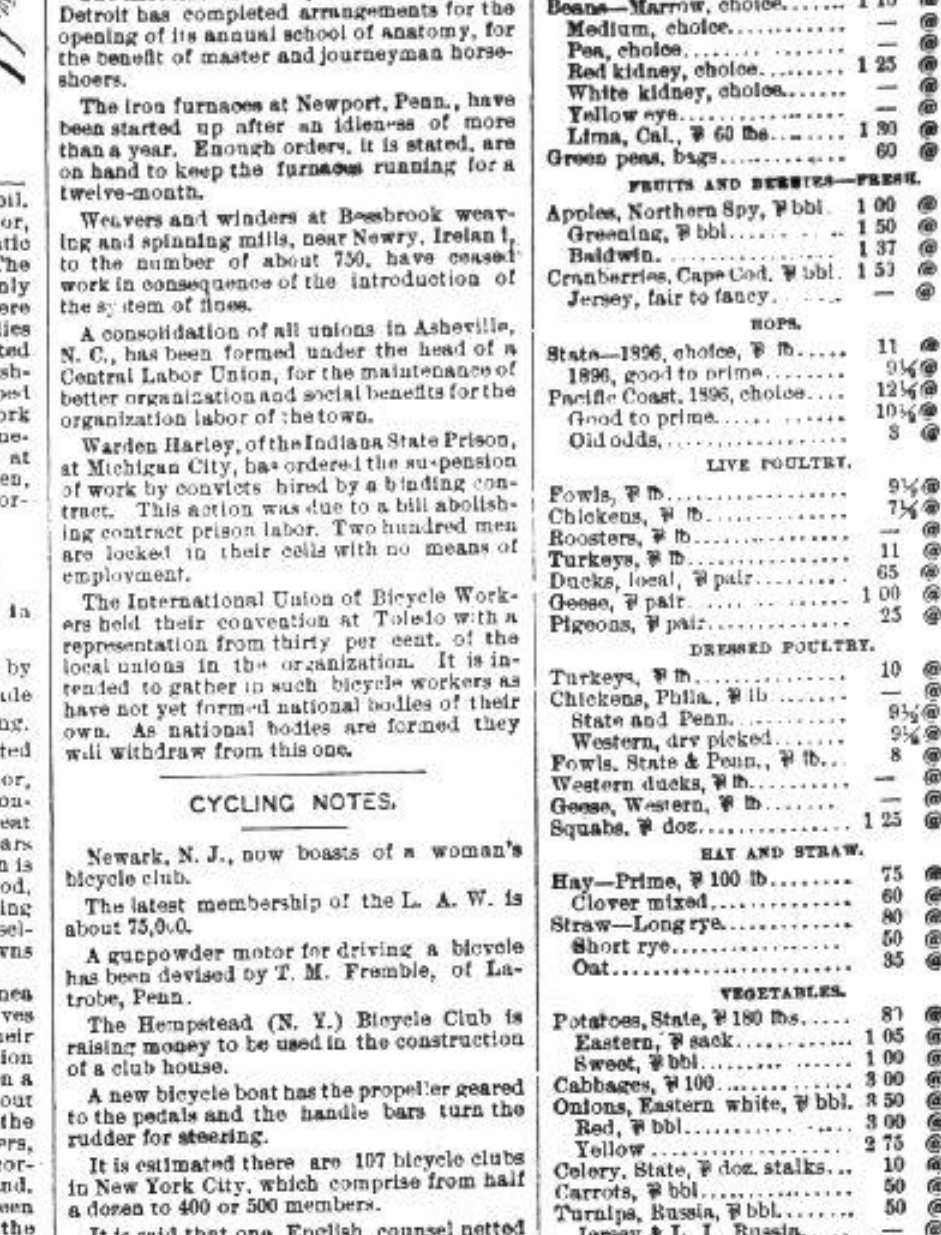 Detroit has completed arrangements for the
opening of its annual school of anatomy, for
the benefit of master and journeyman horse-
shoers.
The iron furnaces at Newport, Penn., have
been started up after an idleness of more
than a year. Enough orders, it is stated, are
on hand to keep the furnaces running for a
twelve-month.
Weavers and winders at Bessbrook weav-
ing and spinning mills, near Newry, Ireland,
to the number of about 750, have ceased
work in consequence of the introduction of
the system of fines.
A consolidation of all unions in Asheville,
N. C., has been formed under the head of a
Central Labor Union, for the maintenance of
better organization and social benefits for the
organization labor of the town.
Warden Harley, of the Indiana State Prison,
at Michigan City, has ordered the suspension
of work by convicts hired by a binding con-
tract. This action was due to a bill abolish-
ing contract prison labor. Two hundred men
are locked in their cells with no means of
employment.
The International Union of Bicycle Work-
ers held their convention at Toledo with a
representation from thirty per cent. of the
local unions in the organization. It is in-
tended to gather in such bicycle workers as
have not yet formed national bodies of their
own. As national bodies are formed they
will withdraw from this one.
CYCLING NOTES.
Newark, N. J., now boasts of a woman's
bicycle club.
The latest membership of the L. A. W. is
about 75,000.
A gunpowder motor for driving a bicycle
has been devised by T. M. Fremble, of La-
trobe, Penn.
The Hempstead (N. Y.) Bicycle Club is
raising money to be used in the construction
of a club house.
A new bicycle boat has the propeller geared
to the pedals and the handle bars turn the
rudder for steering.
It is estimated there are 107 bicycle clubs
in New York City, which comprise from half
a dozen to 400 or 500 members.
It is said that one English counsel netted
Beans—Marrow, choice....... @
Medium, choice............ — @
Pea, choice............... — @
Red kidney, choice......... 1 25 @
White kidney, choice....... — @
Yellow eye................ — @
Lima, Cal., ₱ 60 lbs........ 1 30 @
Green peas, bags............ 60 @
FRUITS AND BERRIES—FRESH.
Apples, Northern Spy, ₱ bbl. 1 00 @
Greening, ₱ bbl........... 1 50 @
Baldwin.................. 1 37 @
Cranberries, Cape Cod, ₱ bbl. @
Jersey, fair to fancy....... — @
HOPS.
State—1896, choice, ₱ lb..... 11 @
1896, good to prime........ 9½@
Pacific Coast, 1896, choice.... 12½@
Good to prime............. 10½@
Old odds.................. 3 @
LIVE POULTRY.
Fowls, ₱ lb................. 9½@
Chickens, ₱ lb.............. 7½@
Roosters, ₱ lb.............. — @
Turkeys, ₱ lb............... 11 @
Ducks, local, ₱ pair......... 65 @
Geese, ₱ pair............... 1 00 @
Pigeons, ₱ pair............. 25 @
DRESSED POULTRY.
Turkeys, ₱ lb............... 10 @
Chickens, Phila., ₱ lb....... — @
State and Penn............ 9½@
Western, dry picked....... 9½@
Fowls, State & Penn., ₱ lb... 8 @
Western ducks, ₱ lb......... — @
Geese, Western, ₱ lb........ — @
Squabs, ₱ doz............... 1 25 @
HAY AND STRAW.
Hay—Prime, ₱ 100 lb........ 75 @
Clover mixed.............. 60 @
Straw—Long rye............ 80 @
Short rye................. 50 @
Oat...................... 35 @
VEGETABLES.
Potatoes, State, ₱ 180 lbs..... @
Eastern, ₱ sack............ 1 05 @
Sweet, ₱ bbl.............. 1 00 @
Cabbages, ₱ 100............ 3 00 @
Onions, Eastern white, ₱ bbl. 3 50 @
Red, ₱ bbl................ 3 00 @
Yellow................... 2 75 @
Celery, State, ₱ doz. stalks... 10 @
Carrots, ₱ bbl.............. 50 @
Turnips, Russia, ₱ bbl........ 50 @
Jersey & L. I., Russia — @